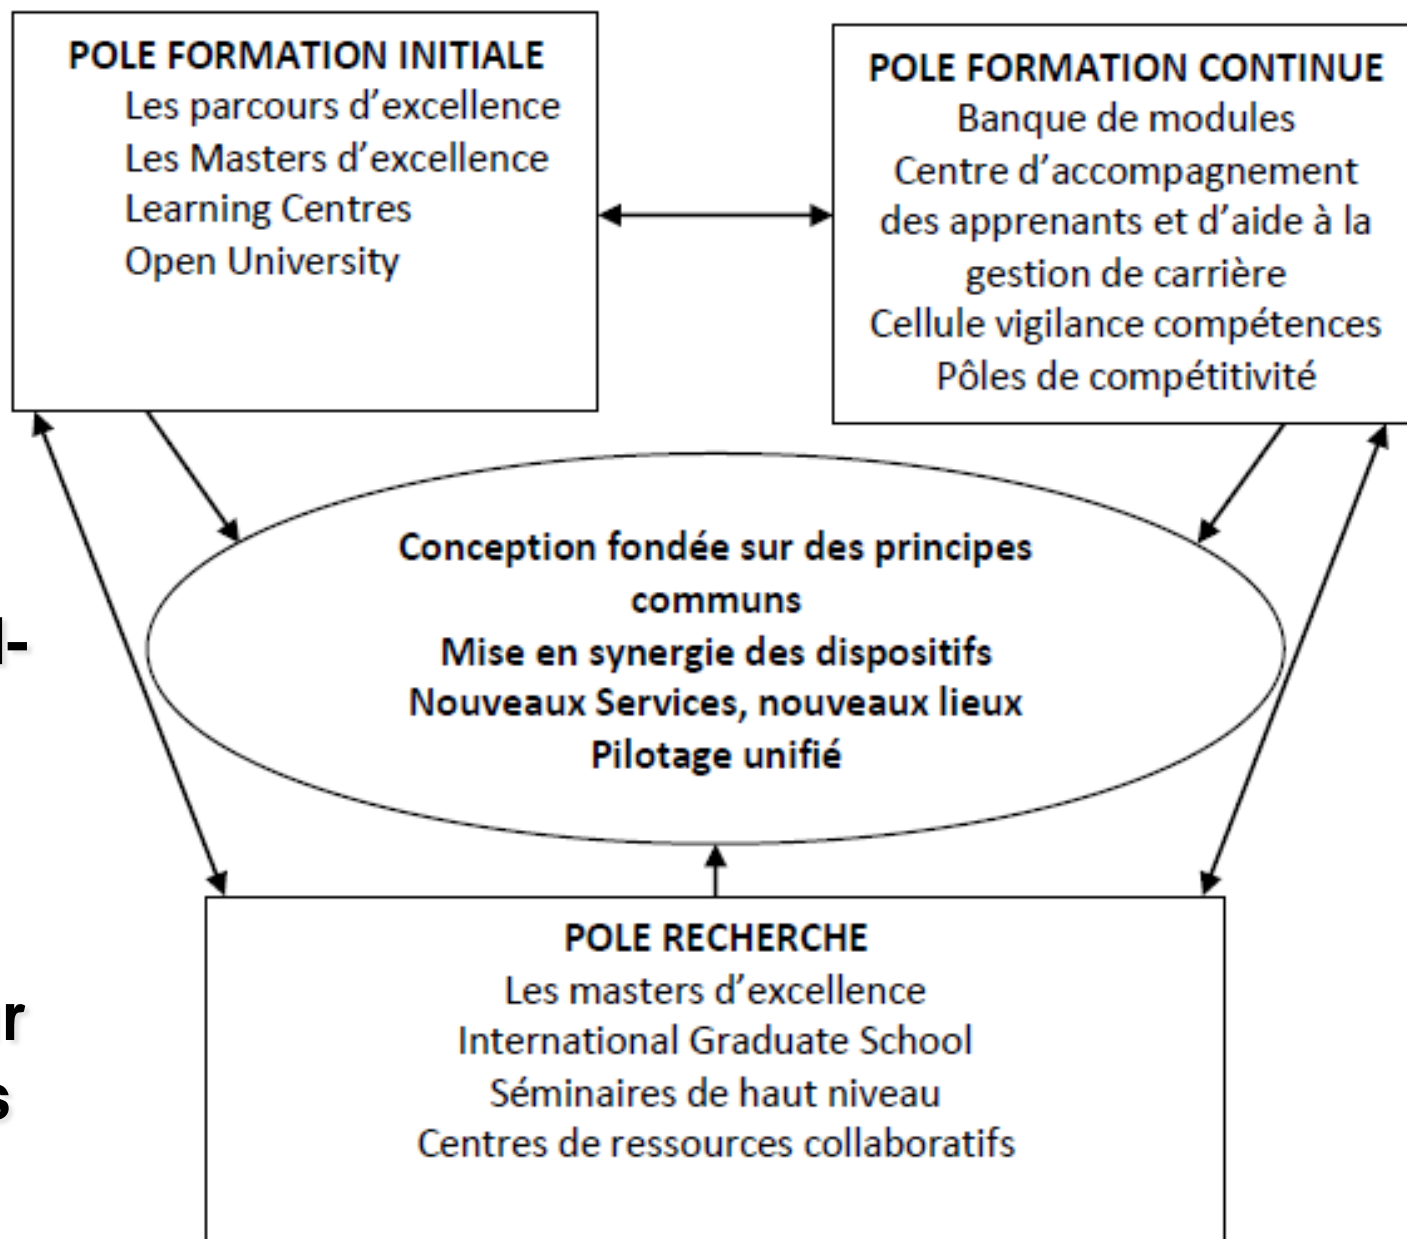 POLE FORMATION INITIALE
Les parcours d’excellence
Les Masters d’excellence
Learning Centres
Open University
POLE FORMATION CONTINUE
Banque de modules
Centre d’accompagnement
des apprenants et d’aide à la
gestion de carrière
Cellule vigilance compétences
Pôles de compétitivité
Conception fondée sur des principes
communs
Mise en synergie des dispositifs
Nouveaux Services, nouveaux lieux
Pilotage unifié
POLE RECHERCHE
Les masters d’excellence
International Graduate School
Séminaires de haut niveau
Centres de ressources collaboratifs